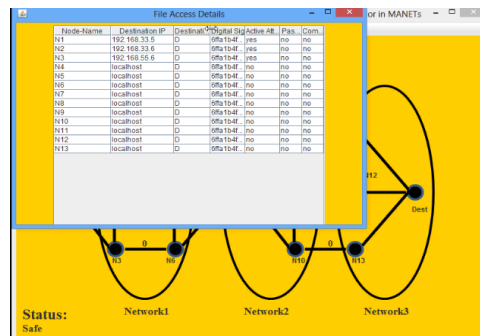 File Access Details
or in MANETs
Node-Name Destination IP Destinati... Digital Sig Active Att... Pas... Com...
N1 192.168.33.5 D 6ffa1b4f... yes no no
N2 192.168.33.6 D 6ffa1b4f... yes no no
N3 192.168.55.6 D 6ffa1b4f... yes no no
N4 localhost D 6ffa1b4f... no no no
N5 localhost D 6ffa1b4f... no no no
N6 localhost D 6ffa1b4f... no no no
N7 localhost D 6ffa1b4f... no no no
N8 localhost D 6ffa1b4f... no no no
N9 localhost D 6ffa1b4f... no no no
N10 localhost D 6ffa1b4f... no no no
N11 localhost D 6ffa1b4f... no no no
N12 localhost D 6ffa1b4f... no no no
N13 localhost D 6ffa1b4f... no no no
N12
Dest
0 0
N3 N6 N10 N13
Status: Network1 Network2 Network3
Safe